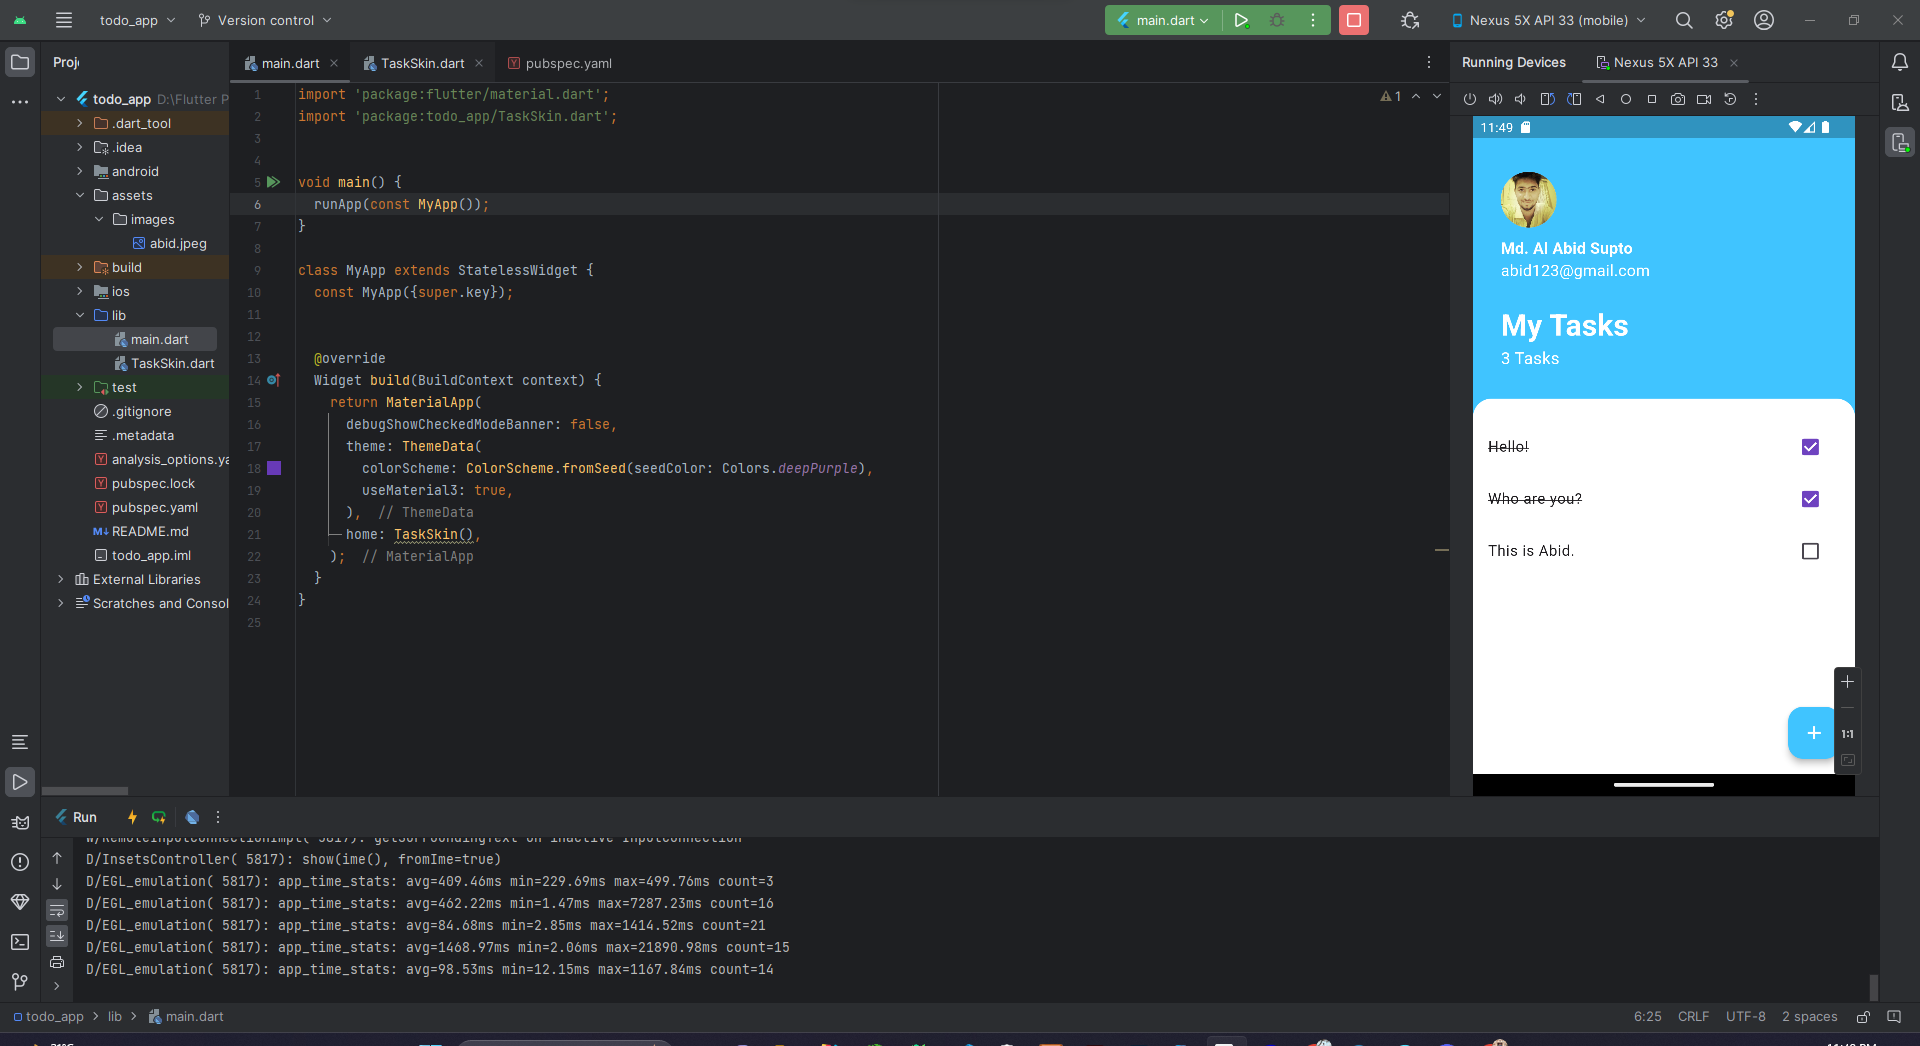 todo_app
Version control
main.dart
Nexus 5X API 33 (mobile)
Proj
main.dart
TaskSkin.dart
pubspec.yaml
Running Devices
Nexus 5X API 33
todo_app D:\Flutter P
.dart_tool
.idea
android
assets
images
abid.jpeg
build
ios
lib
main.dart
TaskSkin.dart
test
.gitignore
.metadata
analysis_options.ya
pubspec.lock
pubspec.yaml
README.md
todo_app.iml
External Libraries
Scratches and Consol
1 import 'package:flutter/material.dart';
2 import 'package:todo_app/TaskSkin.dart';
3
4
5 void main() {
6 runApp(const MyApp());
7 }
8
9 class MyApp extends StatelessWidget {
10 const MyApp({super.key});
11
12
13 @override
14 Widget build(BuildContext context) {
15 return MaterialApp(
16 debugShowCheckedModeBanner: false,
17 theme: ThemeData(
18 colorScheme: ColorScheme.fromSeed(seedColor: Colors.deepPurple),
19 useMaterial3: true,
20 ), // ThemeData
21 home: TaskSkin(),
22 ); // MaterialApp
23 }
24 }
25
1
11:49
Md. Al Abid Supto
abid123@gmail.com
My Tasks
3 Tasks
Hello!
Who are you?
This is Abid.
1:1
Run
W/RemoteInputConnectionImpl( 5817): getSurroundingText on inactive InputConnection
D/InsetsController( 5817): show(ime(), fromIme=true)
D/EGL_emulation( 5817): app_time_stats: avg=409.46ms min=229.69ms max=499.76ms count=3
D/EGL_emulation( 5817): app_time_stats: avg=462.22ms min=1.47ms max=7287.23ms count=16
D/EGL_emulation( 5817): app_time_stats: avg=84.68ms min=2.85ms max=1414.52ms count=21
D/EGL_emulation( 5817): app_time_stats: avg=1468.97ms min=2.06ms max=21890.98ms count=15
D/EGL_emulation( 5817): app_time_stats: avg=98.53ms min=12.15ms max=1167.84ms count=14
todo_app > lib > main.dart
6:25 CRLF UTF-8 2 spaces